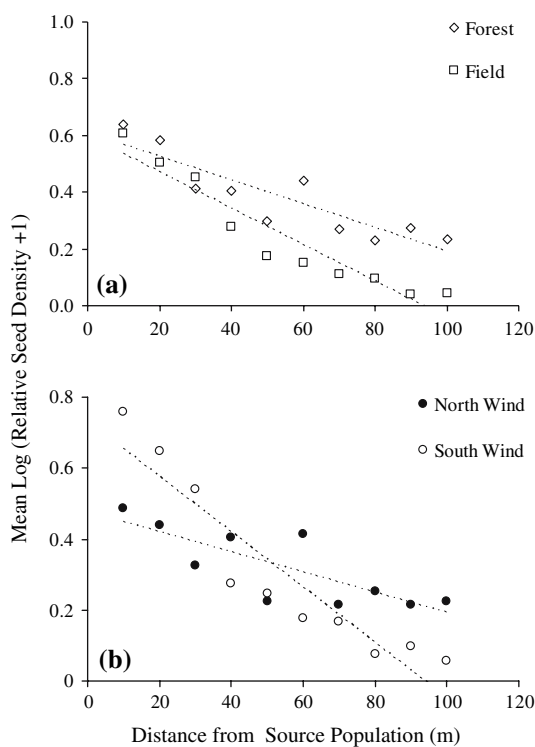 1.0
0.8
0.6
0.4
0.2
0.0
0 20 40 60 80 100 120
(a)
Forest
Field
Mean Log (Relative Seed Density +1)
0.8
0.6
0.4
0.2
0
0 20 40 60 80 100 120
(b)
North Wind
South Wind
Distance from Source Population (m)